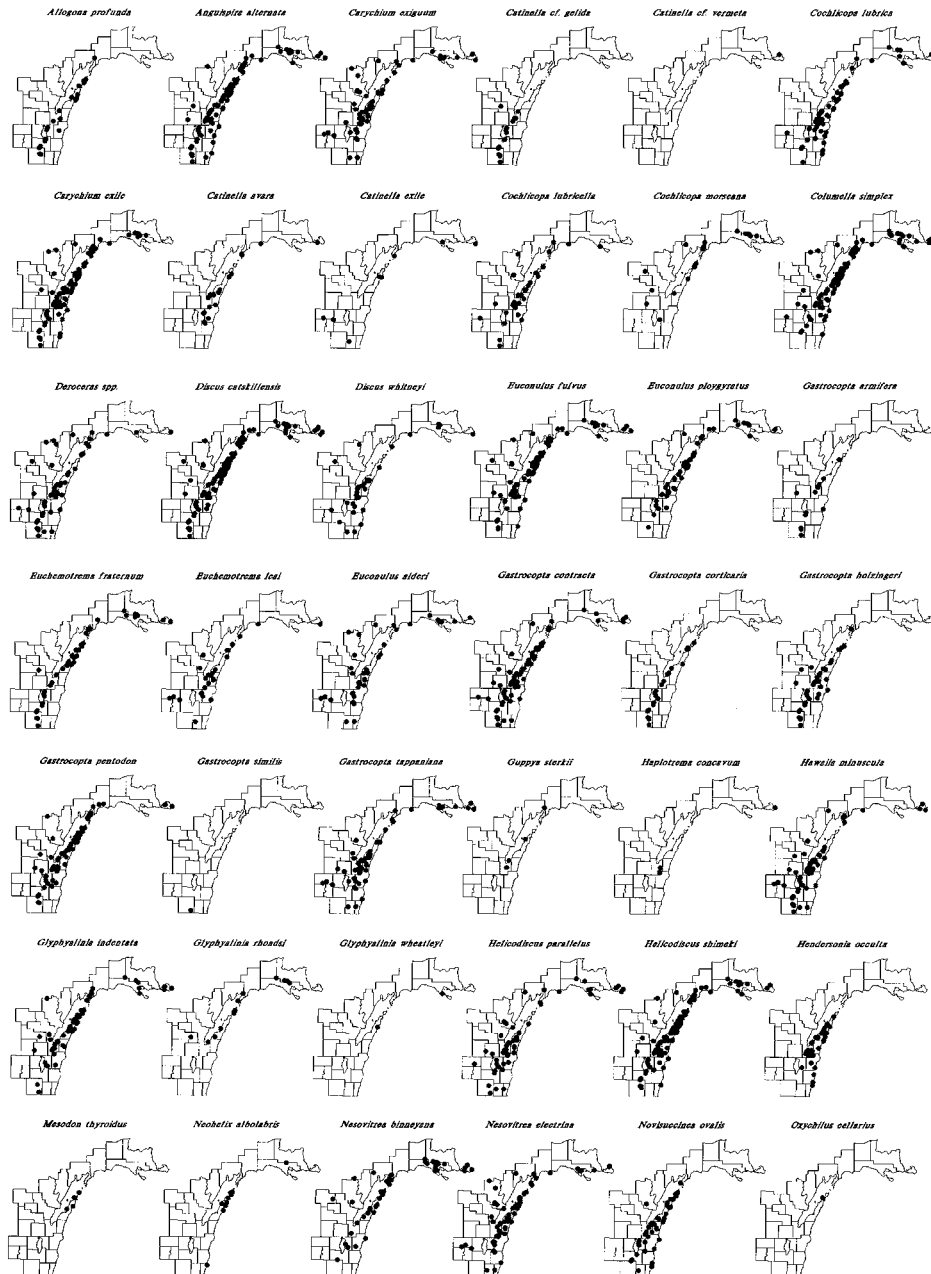 Allogona profunda
Anguispira alternata
Carychium exiguum
Catinella cf. gelida
Catinella cf. vermeta
Cochlicopa lubrica
Carychium exile
Catinella avara
Catinella exile
Cochlicopa lubricella
Cochlicopa morseana
Columella simplex
Deroceras spp.
Discus catskillensis
Discus whitneyi
Euconulus fulvus
Euconulus ploygyratus
Gastrocopta armifera
Euchemotrema fraternum
Euchemotrema leai
Euconulus alderi
Gastrocopta contracta
Gastrocopta corticaria
Gastrocopta holzingeri
Gastrocopta pentodon
Gastrocopta similis
Gastrocopta tappaniana
Guppya sterkii
Haplotrema concavum
Hawaiia minuscula
Glyphyalinia indentata
Glyphyalinia rhoadsi
Glyphyalinia wheatleyi
Helicodiscus parallelus
Helicodiscus shimeki
Hendersonia occulta
Mesodon thyroidus
Neohelix albolabris
Nesovitrea binneyana
Nesovitrea electrina
Novisuccinea ovalis
Oxychilus cellarius